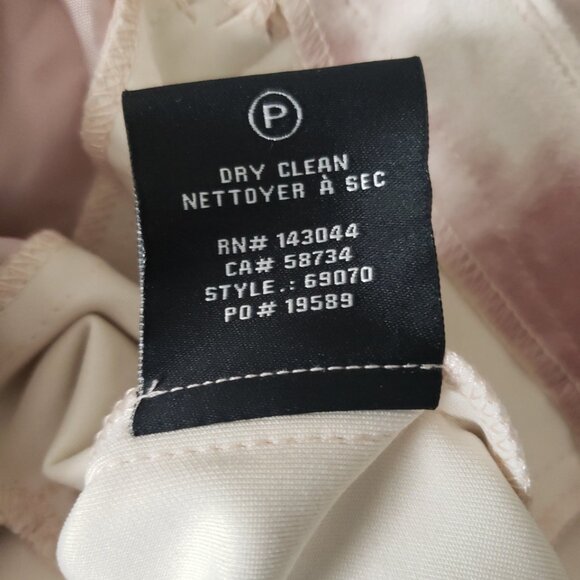 P
DRY CLEAN
NETTOYER À SEC
RN# 143044
CA# 58734
STYLE.: 69070
PO# 19589